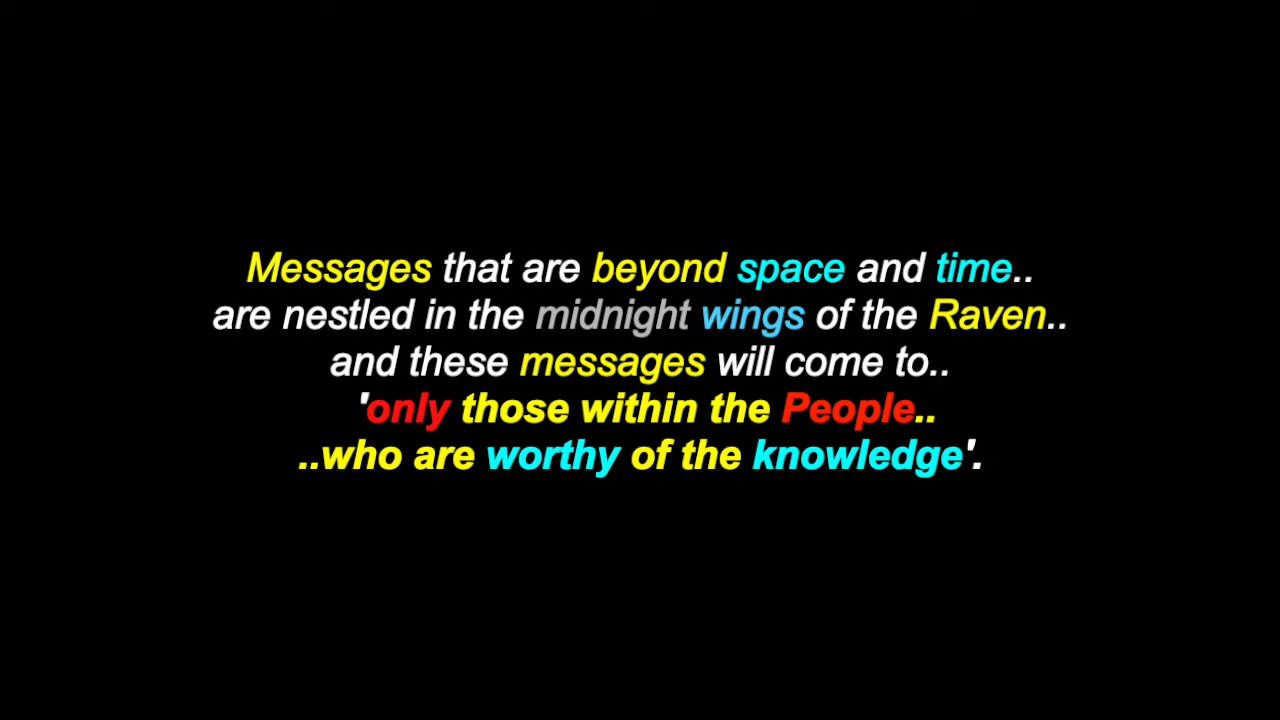 Messages that are beyond space and time..
are nestled in the midnight wings of the Raven..
and these messages will come to..
'only those within the People..
..who are worthy of the knowledge'.